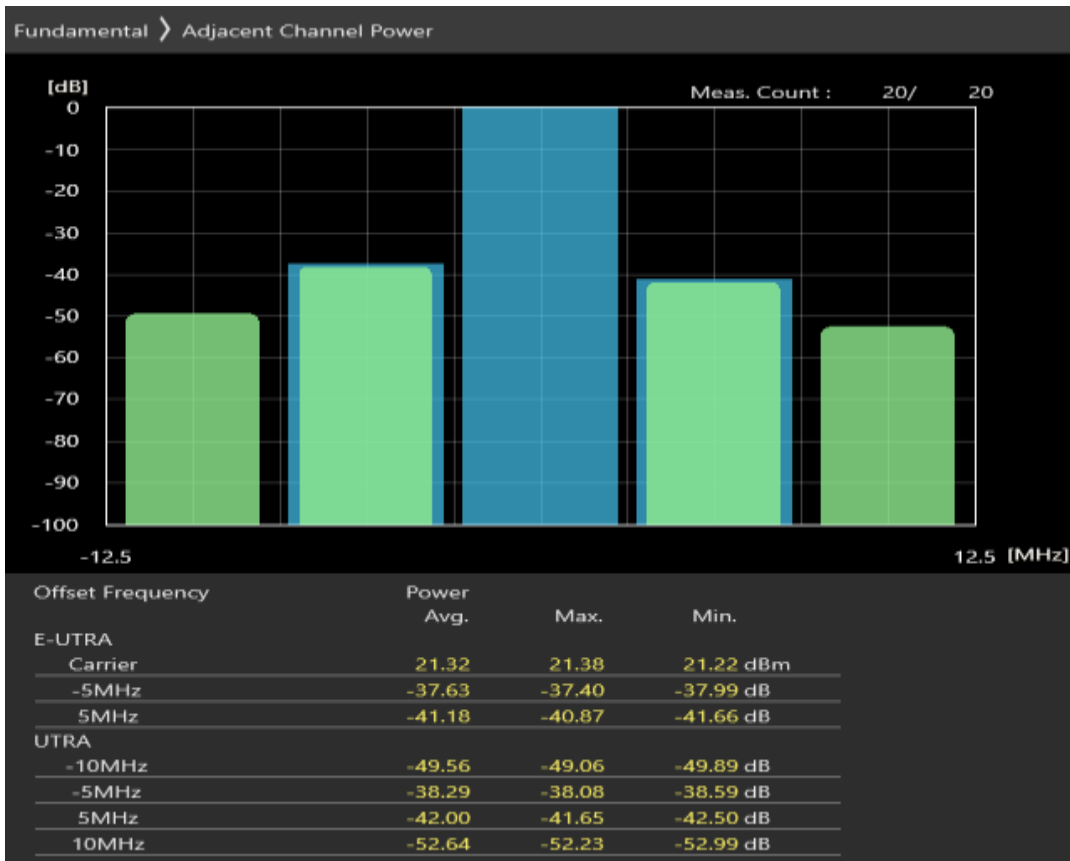 Fundamental ❯ Adjacent Channel Power
[dB]
Meas. Count : 20/ 20
0
-10
-20
-30
-40
-50
-60
-70
-80
-90
-100
-12.5 12.5 [MHz]
Offset Frequency Power
Avg. Max. Min.
E-UTRA
Carrier 21.32 21.38 21.22 dBm
-5MHz -37.63 -37.40 -37.99 dB
5MHz -41.18 -40.87 -41.66 dB
UTRA
-10MHz -49.56 -49.06 -49.89 dB
-5MHz -38.29 -38.08 -38.59 dB
5MHz -42.00 -41.65 -42.50 dB
10MHz -52.64 -52.23 -52.99 dB